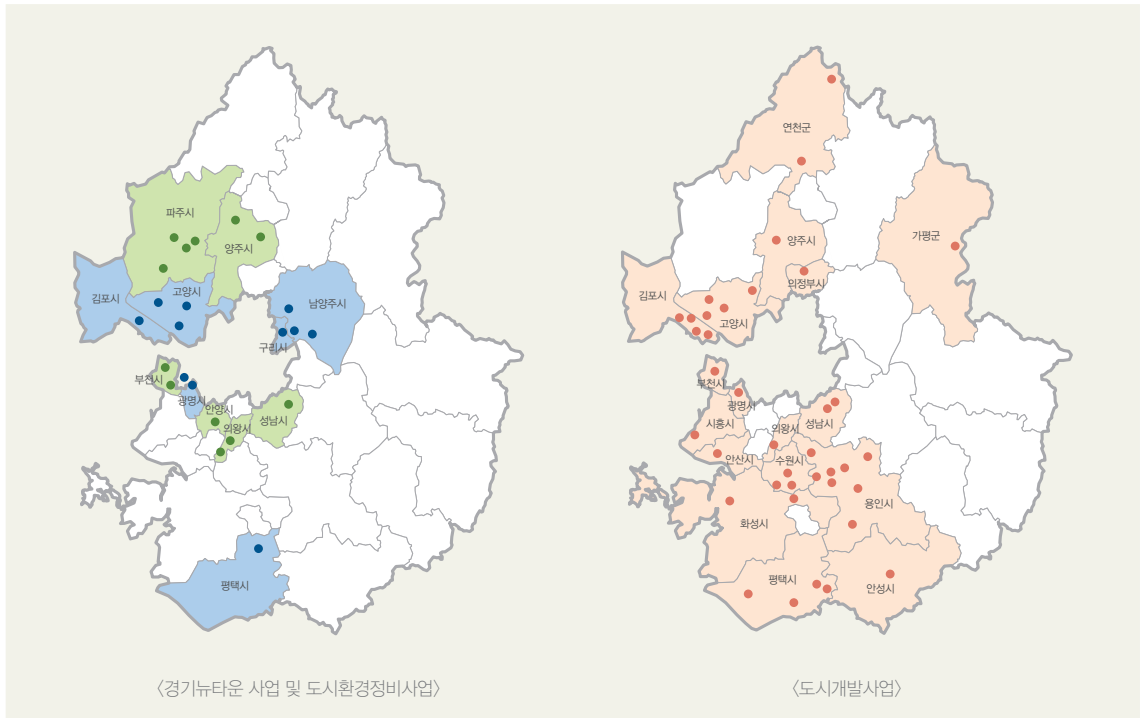 파주시
양주시
김포시
고양시
남양주시
구리시
부천시
광명시
안양시
의왕시
성남시
평택시
〈경기뉴타운 사업 및 도시환경정비사업〉
연천군
가평군
양주시
의정부시
김포시
고양시
부천시
광명시
시흥시
의왕시
성남시
안산시
수원시
용인시
화성시
평택시
안성시
〈도시개발사업〉